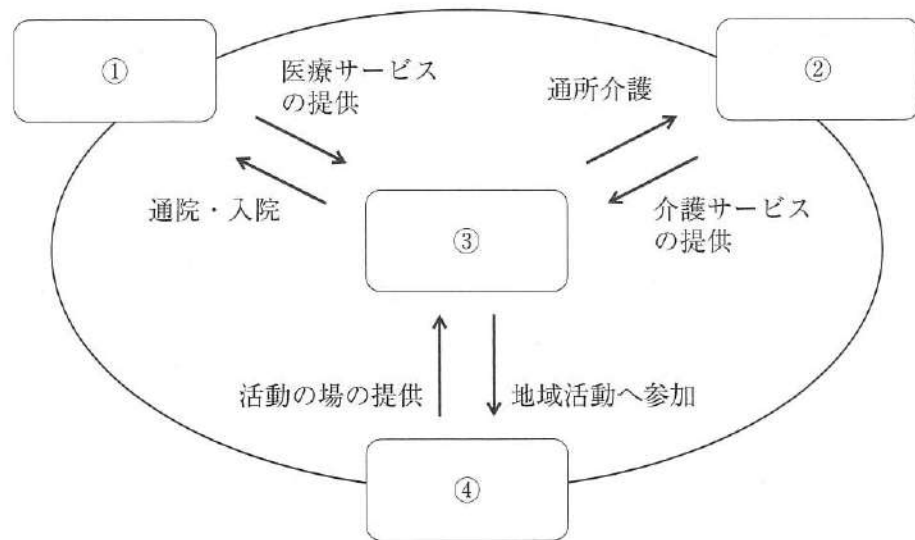 ①
医療サービス
の提供
通所介護
②
通院・入院
③
介護サービス
の提供
活動の場の提供
地域活動へ参加
④